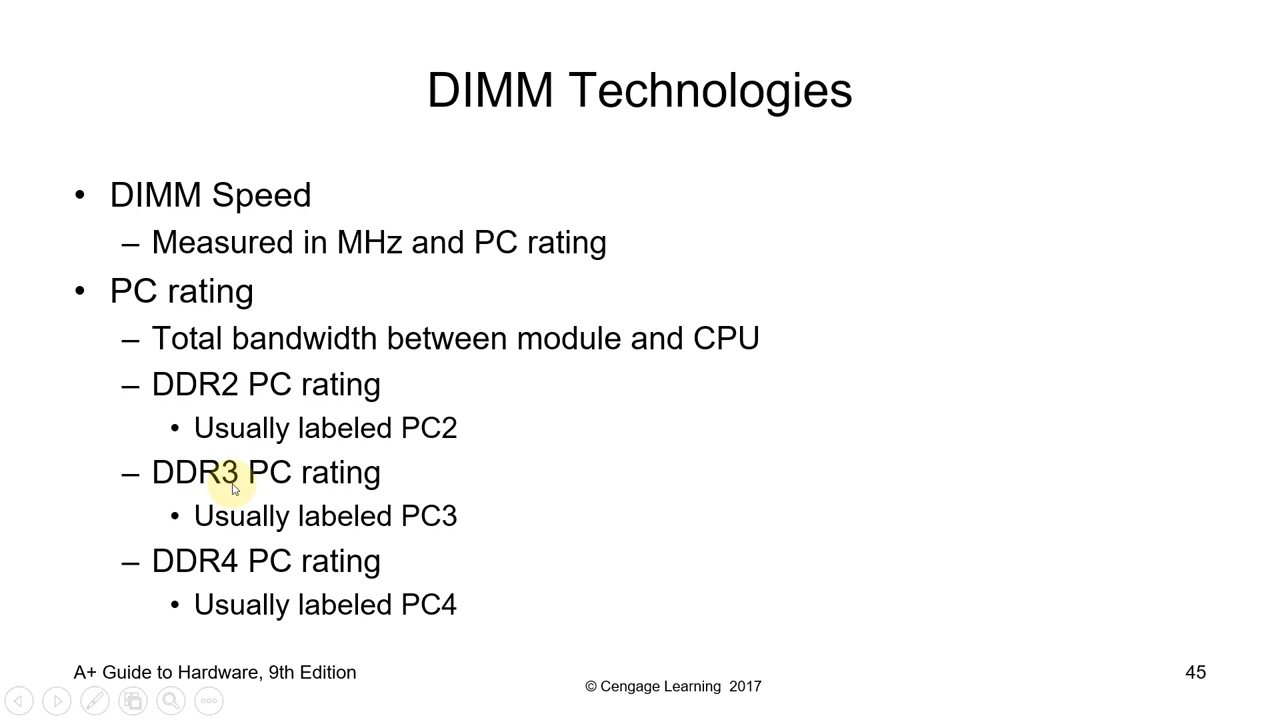 DIMM Technologies
• DIMM Speed
– Measured in MHz and PC rating
• PC rating
– Total bandwidth between module and CPU
– DDR2 PC rating
• Usually labeled PC2
– DDR3 PC rating
• Usually labeled PC3
– DDR4 PC rating
• Usually labeled PC4
A+ Guide to Hardware, 9th Edition
© Cengage Learning 2017
45